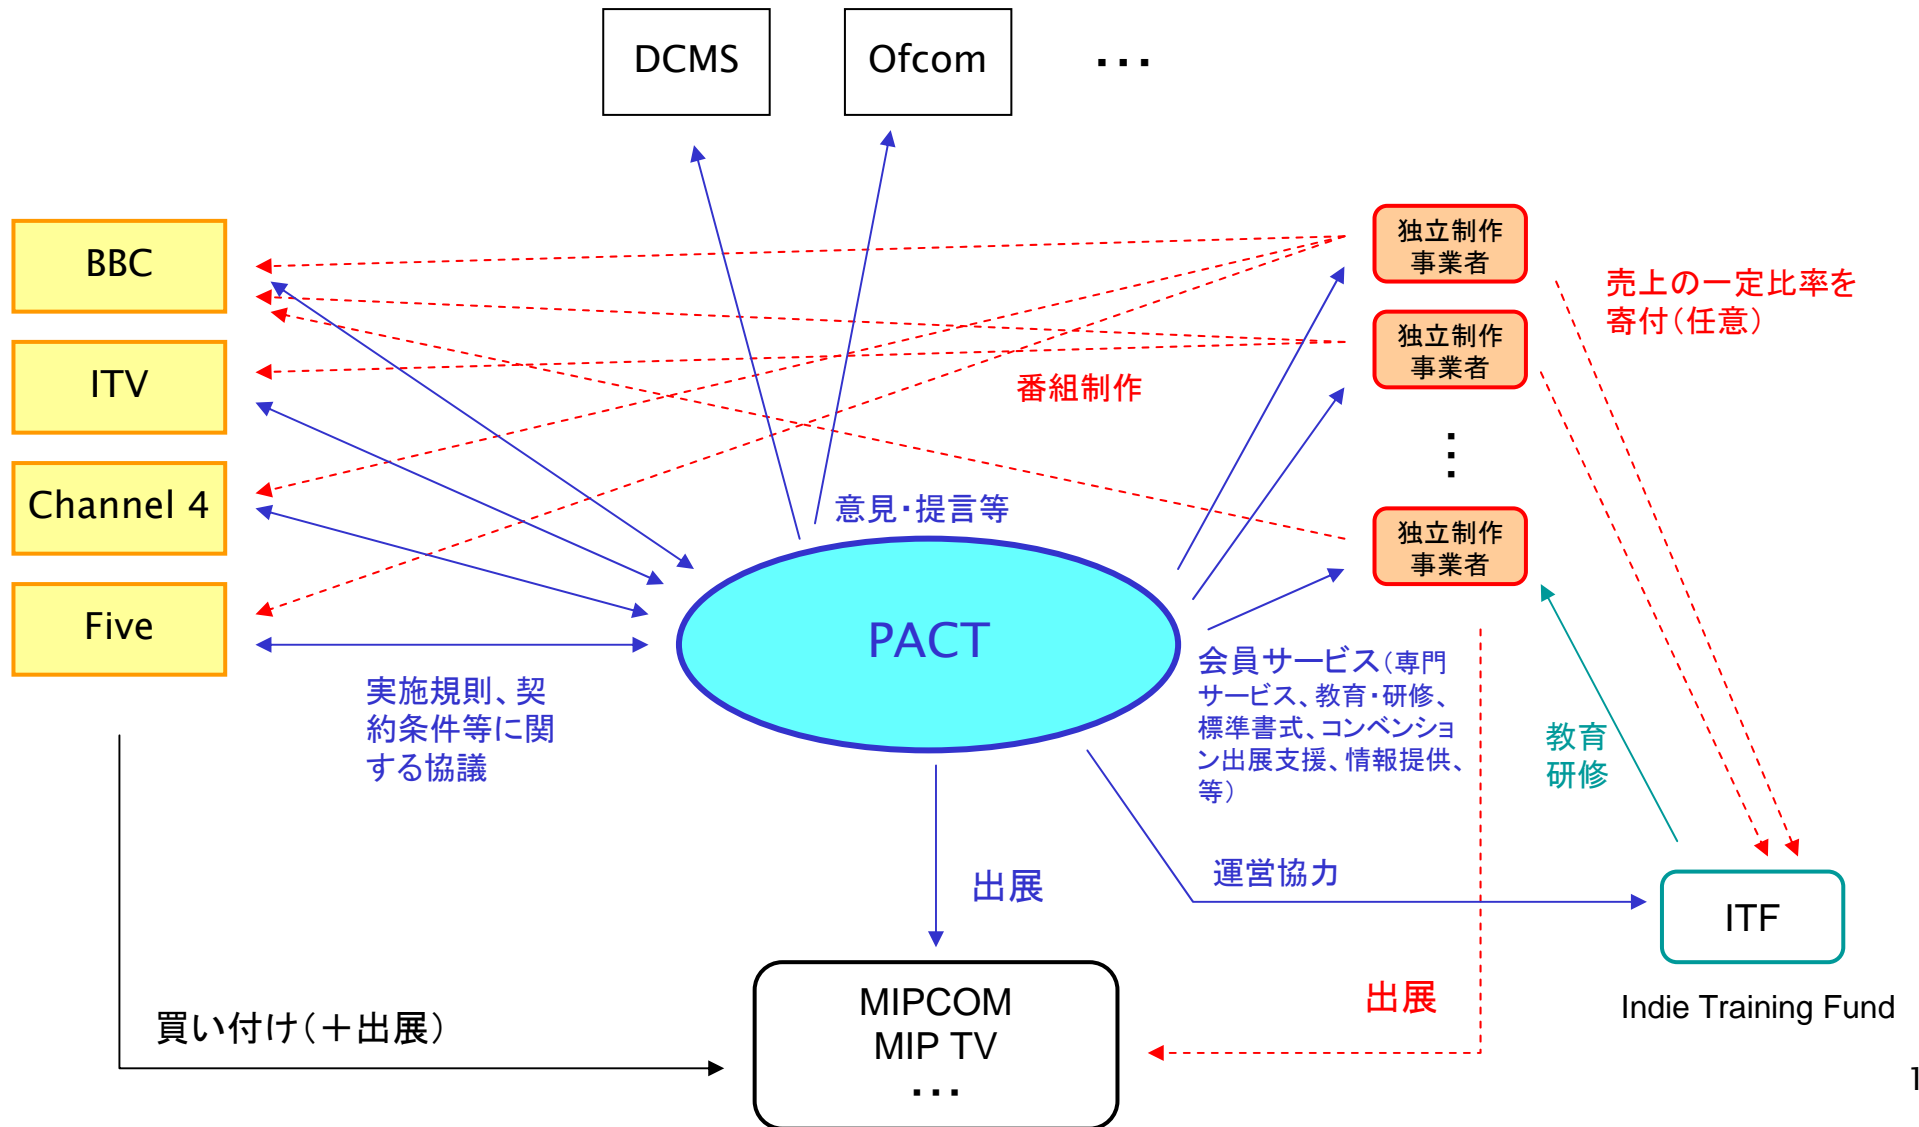 DCMS
Ofcom
・・・
BBC
ITV
Channel 4
Five
独立制作
事業者
独立制作
事業者
独立制作
事業者
売上の一定比率を
寄付(任意)
番組制作
意見・提言等
PACT
実施規則、契
約条件等に関
する協議
会員サービス(専門
サービス、教育・研修、
標準書式、コンベンショ
ン出展支援、情報提供、
等)
教育
研修
出展
運営協力
ITF
Indie Training Fund
出展
買い付け(+出展)
MIPCOM
MIP TV
・・・
1